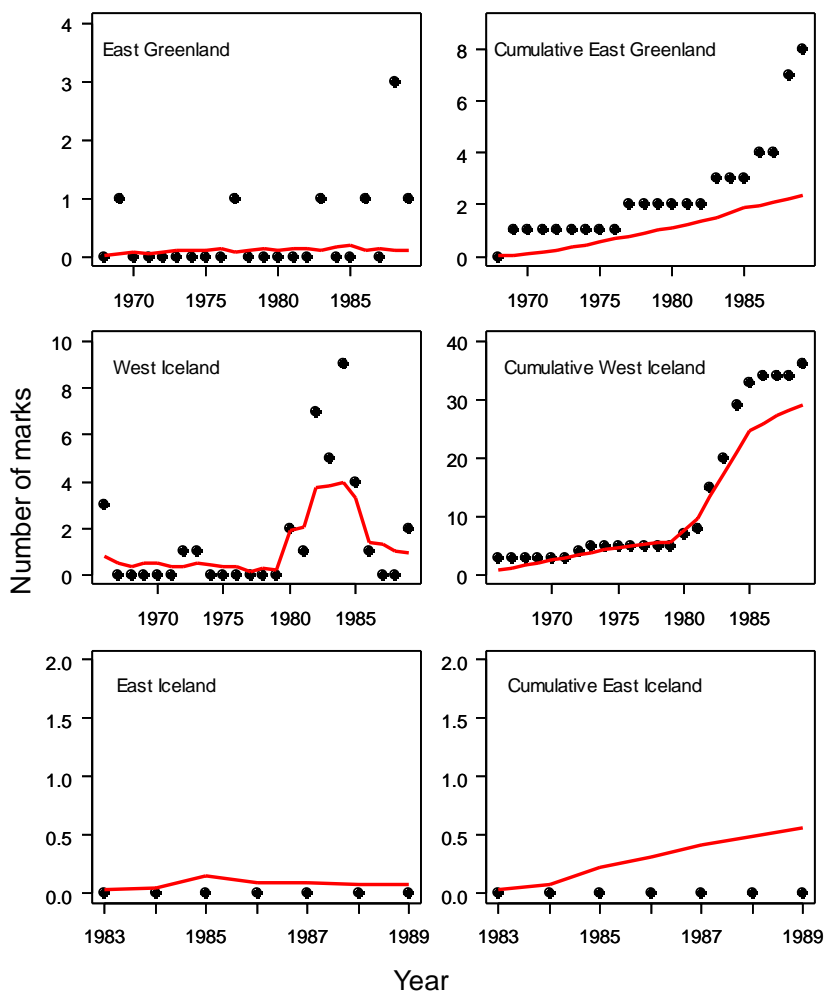 Number of marks
East Greenland
4
3
2
1
0
1970 1975 1980 1985
Cumulative East Greenland
8
6
4
2
0
1970 1975 1980 1985
West Iceland
10
8
6
4
2
0
1970 1975 1980 1985
Cumulative West Iceland
40
30
20
10
0
1970 1975 1980 1985
East Iceland
2.0
1.5
1.0
0.5
0.0
1983 1985 1987 1989
Cumulative East Iceland
2.0
1.5
1.0
0.5
0.0
1983 1985 1987 1989
Year